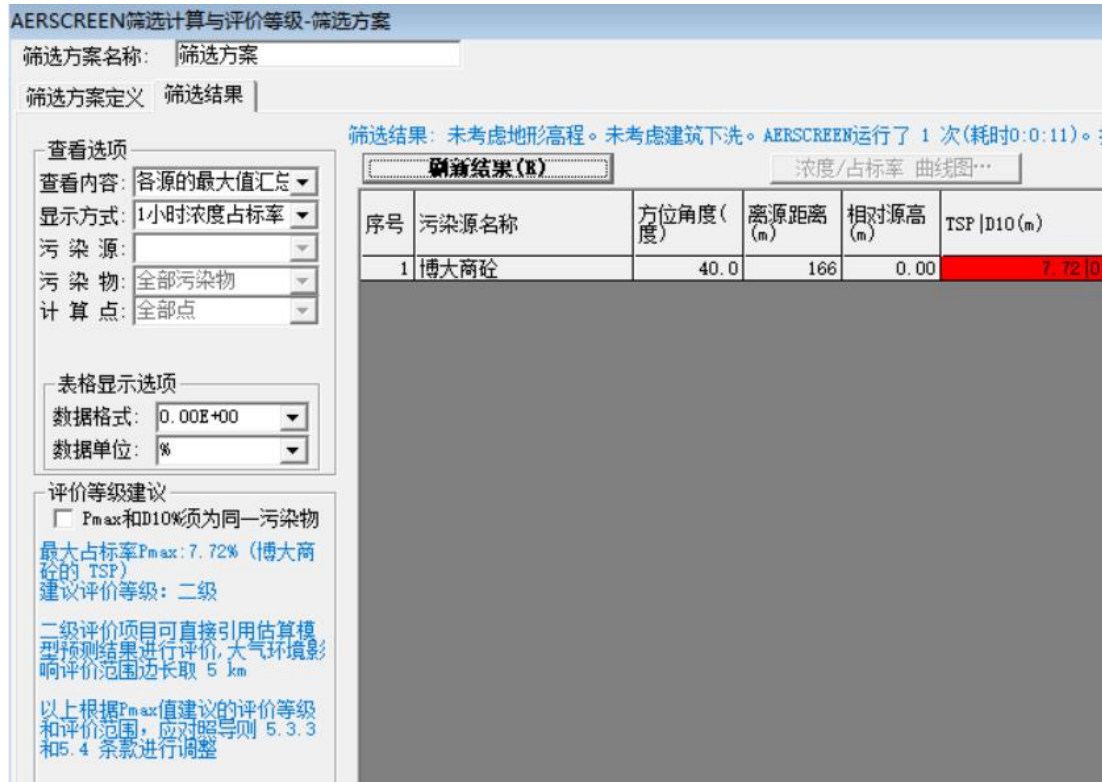 AERSCREEN筛选计算与评价等级-筛选方案
筛选方案名称: 筛选方案
筛选方案定义 筛选结果
筛选结果: 未考虑地形高程。未考虑建筑下洗。AERSCREEN运行了 1 次(耗时0:0:11)。
查看选项
查看内容: 各源的最大值汇总
显示方式: 1小时浓度占标率
污 染 源:
污 染 物: 全部污染物
计 算 点: 全部点
表格显示选项
数据格式: 0.00E+00
数据单位: %
评价等级建议
Pmax和D10%须为同一污染物
最大占标率Pmax:7.72% (博大商
砼的 TSP)
建议评价等级: 二级
二级评价项目可直接引用估算模
型预测结果进行评价,大气环境影
响评价范围边长取 5 km
以上根据Pmax值建议的评价等级
和评价范围, 应对照导则 5.3.3
和5.4 条款进行调整
刷新结果(R) 浓度/占标率 曲线图…
序号 污染源名称 方位角度(度) 离源距离(m) 相对源高(m) TSP|D10(m)
1 博大商砼 40.0 166 0.00 7.72|0